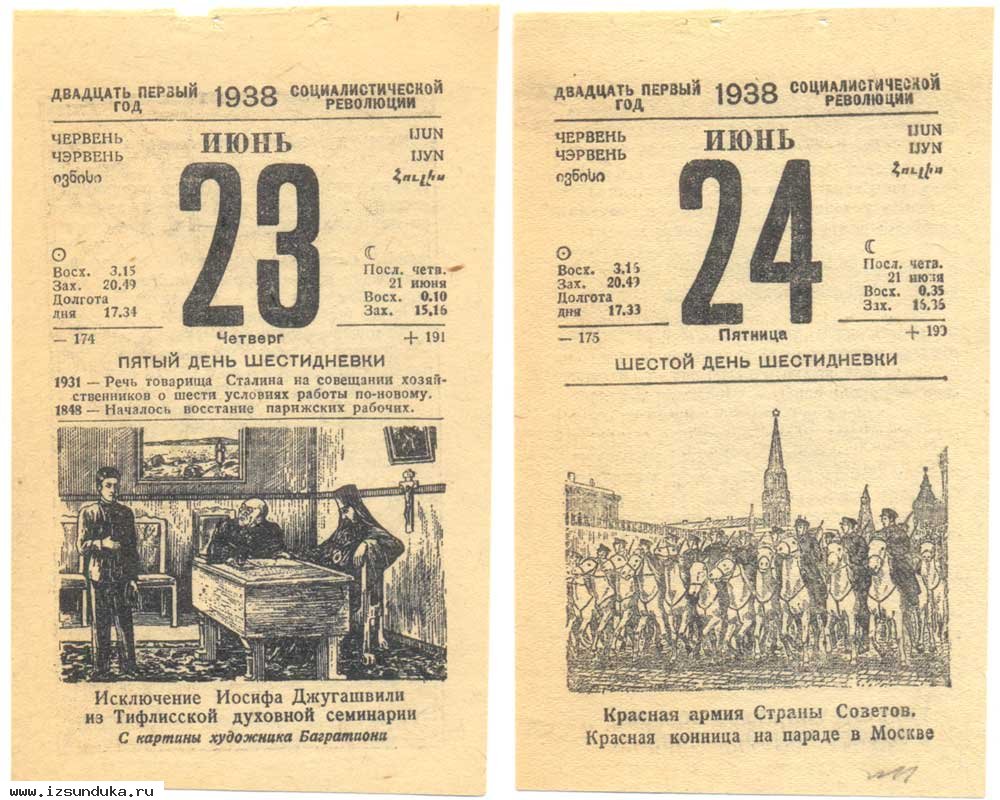 ДВАДЦАТЬ ПЕРВЫЙ ГОД 1938 СОЦИАЛИСТИЧЕСКОЙ РЕВОЛЮЦИИ
ЧЕРВЕНЬ
ЧЭРВЕНЬ
ივნისი
ИЮНЬ
IJUN
IJУN
Հուլիս
23
Восх. 3.15
Зах. 20.49
Долгота
дня 17.34
Посл. четв.
21 июня
Восх. 0.10
Зах. 15.16
— 174
Четверг
+ 191
ПЯТЫЙ ДЕНЬ ШЕСТИДНЕВКИ
1931 — Речь товарища Сталина на совещании хозяй-
ственников о шести условиях работы по-новому.
1848 — Началось восстание парижских рабочих.
Исключение Иосифа Джугашвили
из Тифлисской духовной семинарии
С картины художника Багратиони
ДВАДЦАТЬ ПЕРВЫЙ ГОД 1938 СОЦИАЛИСТИЧЕСКОЙ РЕВОЛЮЦИИ
ЧЕРВЕНЬ
ЧЭРВЕНЬ
ივნისი
ИЮНЬ
IJUN
IJУN
Հուլիս
24
Восх. 3.16
Зах. 20.49
Долгота
дня 17.33
Посл. четв.
21 июня
Восх. 0.35
Зах. 16.36
— 175
Пятница
+ 190
ШЕСТОЙ ДЕНЬ ШЕСТИДНЕВКИ
Красная армия Страны Советов.
Красная конница на параде в Москве
www.izsunduka.ru